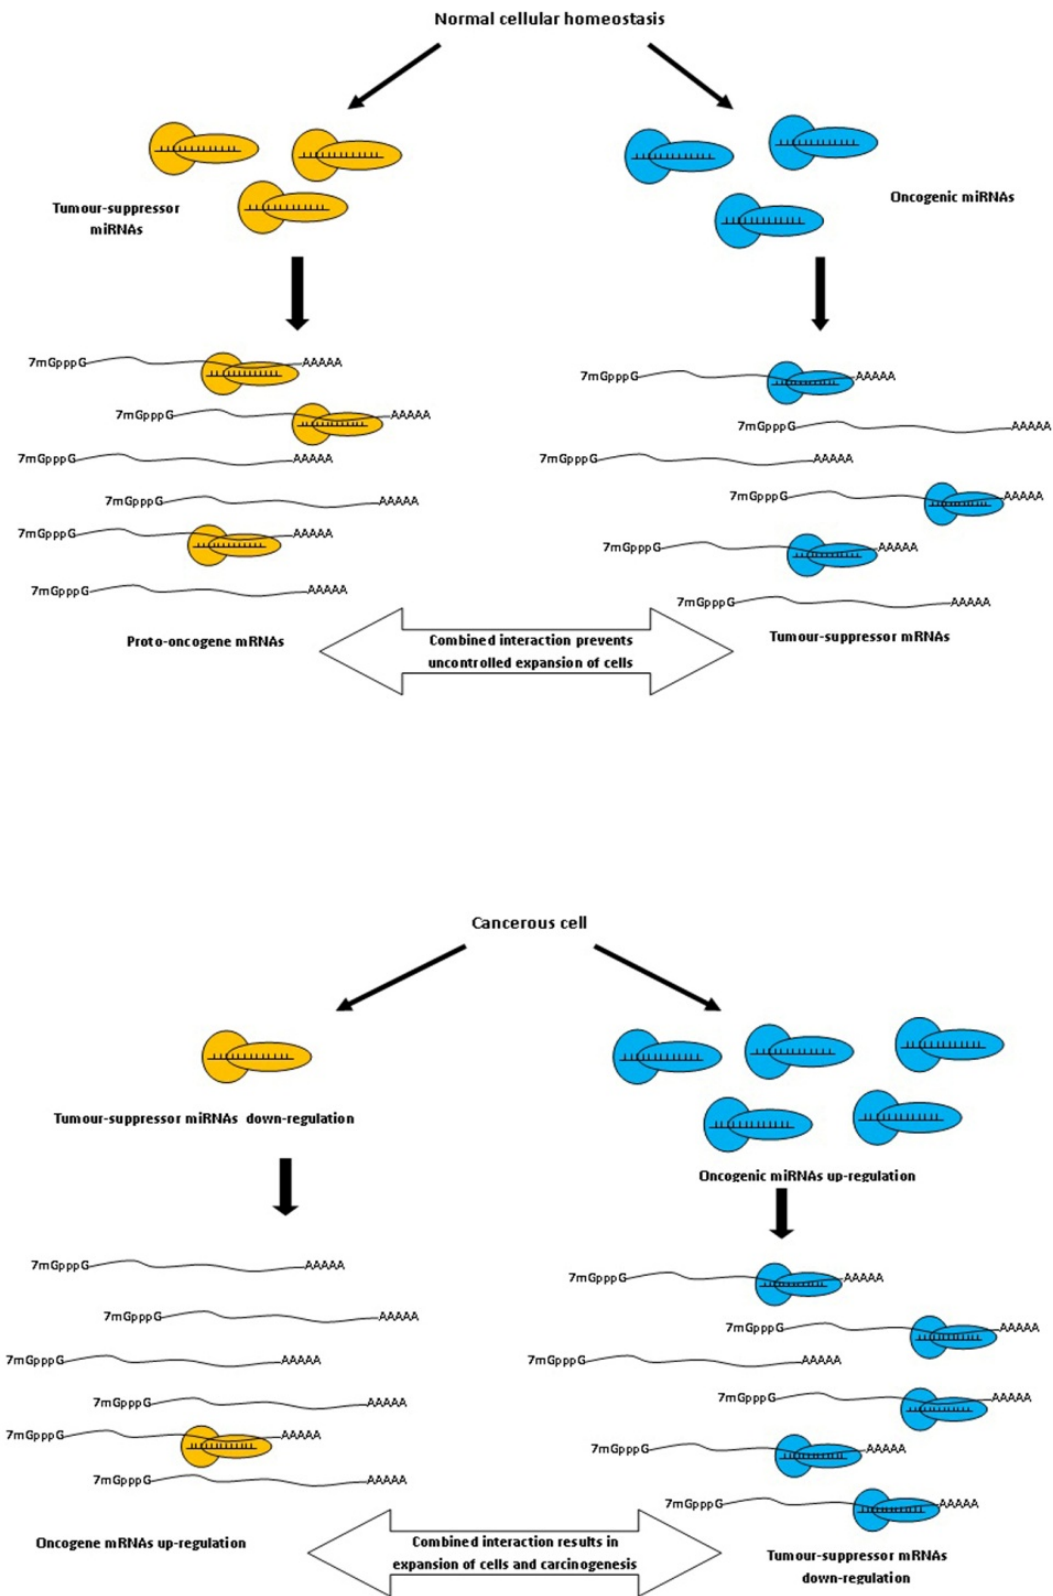 Normal cellular homeostasis
Tumour-suppressor
miRNAs
Oncogenic miRNAs
7mGpppG AAAAA
7mGpppG AAAAA
7mGpppG AAAAA
7mGpppG AAAAA
7mGpppG AAAAA
7mGpppG AAAAA
Proto-oncogene mRNAs
7mGpppG AAAAA
7mGpppG AAAAA
7mGpppG AAAAA
7mGpppG AAAAA
7mGpppG AAAAA
7mGpppG AAAAA
Tumour-suppressor mRNAs
Combined interaction prevents
uncontrolled expansion of cells
Cancerous cell
Tumour-suppressor miRNAs down-regulation
Oncogenic miRNAs up-regulation
7mGpppG AAAAA
7mGpppG AAAAA
7mGpppG AAAAA
7mGpppG AAAAA
7mGpppG AAAAA
7mGpppG AAAAA
Oncogene mRNAs up-regulation
7mGpppG AAAAA
7mGpppG AAAAA
7mGpppG AAAAA
7mGpppG AAAAA
7mGpppG AAAAA
7mGpppG AAAAA
Tumour-suppressor mRNAs
down-regulation
Combined interaction results in
expansion of cells and carcinogenesis